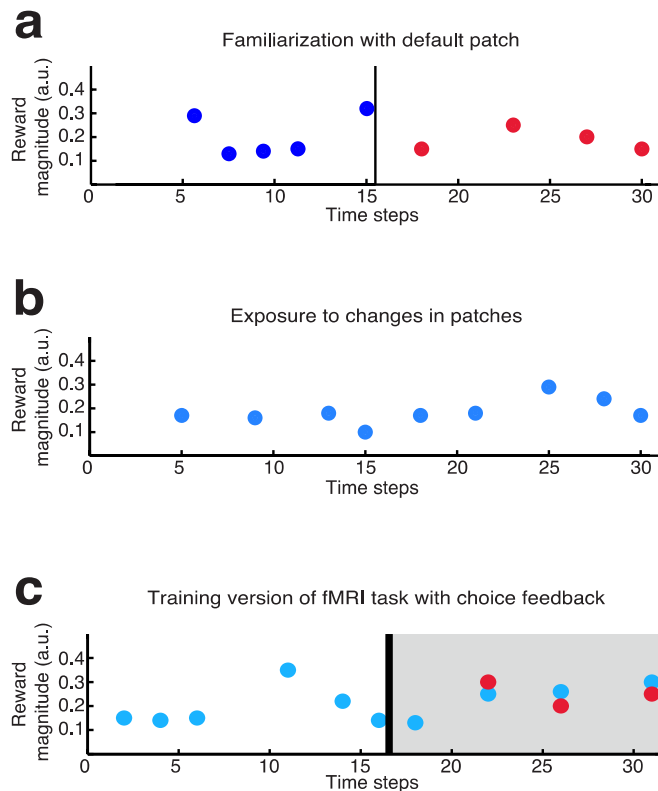 a
Familiarization with default patch
Reward
magnitude (a.u.)
0.4
0.3
0.2
0.1
0 5 10 15 20 25 30
Time steps
b
Exposure to changes in patches
Reward
magnitude (a.u.)
0.4
0.3
0.2
0.1
0 5 10 15 20 25 30
Time steps
c
Training version of fMRI task with choice feedback
Reward
magnitude (a.u.)
0.4
0.3
0.2
0.1
0 5 10 15 20 25 30
Time steps